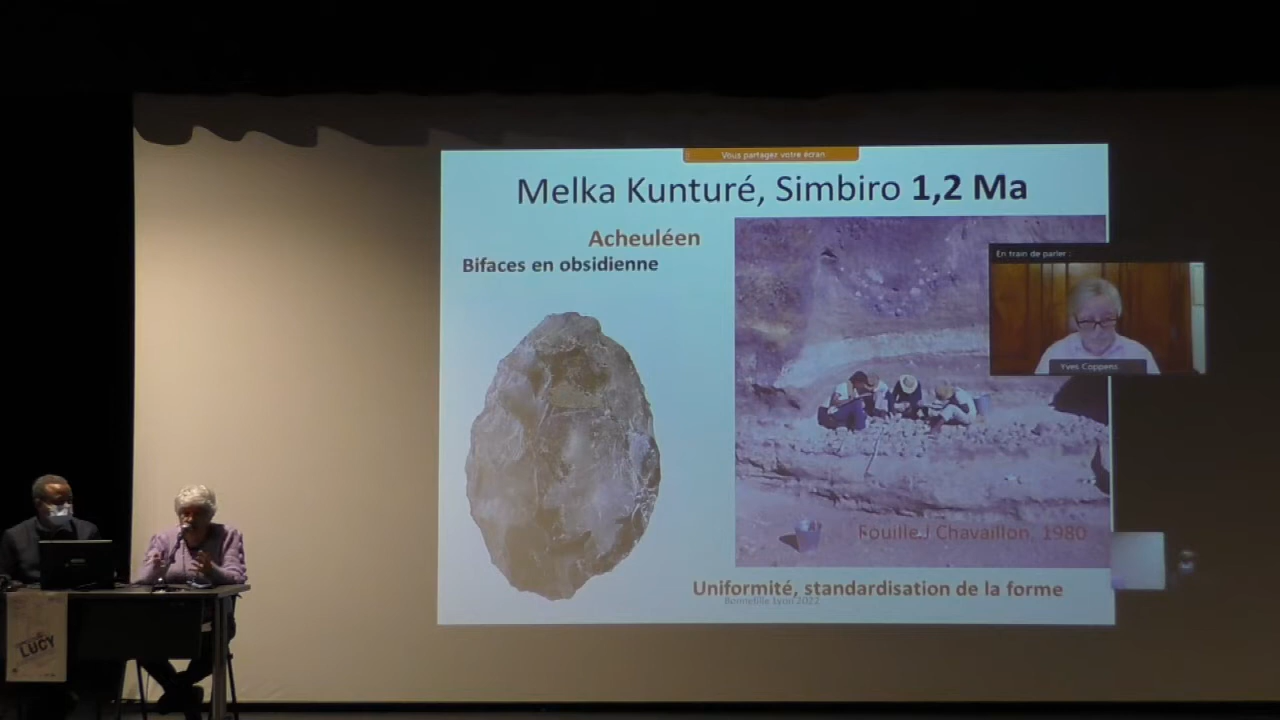 Vous partagez votre écran
Melka Kunturé, Simbiro 1,2 Ma
Acheuléen
Bifaces en obsidienne
En train de parler :
Yves Coppens
Fouille J Chavaillon, 1980
Uniformité, standardisation de la forme
Bonnefille Lyon 2022
LUCY